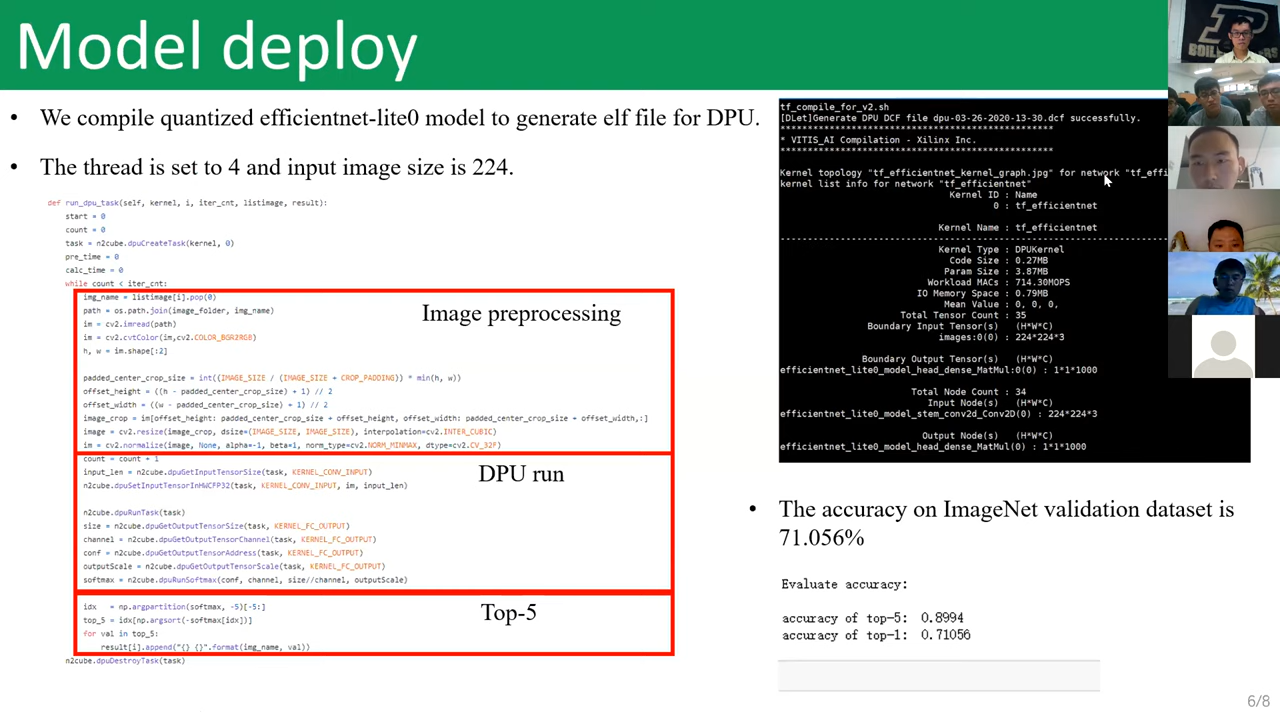 Model deploy
• We compile quantized efficientnet-lite0 model to generate elf file for DPU.
• The thread is set to 4 and input image size is 224.
def run_dpu_task(self, kernel, i, iter_cnt, listimage, result):
start = 0
count = 0
task = n2cube.dpuCreateTask(kernel, 0)
pre_time = 0
calc_time = 0
while count < iter_cnt:
img_name = listimage[i].pop(0)
path = os.path.join(image_folder, img_name)
im = cv2.imread(path)
im = cv2.cvtColor(im,cv2.COLOR_BGR2RGB)
h, w = im.shape[:2]
padded_center_crop_size = int((IMAGE_SIZE / (IMAGE_SIZE + CROP_PADDING)) * min(h, w))
offset_height = ((h - padded_center_crop_size) + 1) // 2
offset_width = ((w - padded_center_crop_size) + 1) // 2
image_crop = im[offset_height: padded_center_crop_size + offset_height, offset_width: padded_center_crop_size + offset_width,:]
image = cv2.resize(image_crop, dsize=(IMAGE_SIZE, IMAGE_SIZE), interpolation=cv2.INTER_CUBIC)
im = cv2.normalize(image, None, alpha=-1, beta=1, norm_type=cv2.NORM_MINMAX, dtype=cv2.CV_32F)
Image preprocessing
count = count + 1
input_len = n2cube.dpuGetInputTensorSize(task, KERNEL_CONV_INPUT)
n2cube.dpuSetInputTensorInHWCFP32(task, KERNEL_CONV_INPUT, im, input_len)
n2cube.dpuRunTask(task)
size = n2cube.dpuGetOutputTensorSize(task, KERNEL_FC_OUTPUT)
channel = n2cube.dpuGetOutputTensorChannel(task, KERNEL_FC_OUTPUT)
conf = n2cube.dpuGetOutputTensorAddress(task, KERNEL_FC_OUTPUT)
outputScale = n2cube.dpuGetOutputTensorScale(task, KERNEL_FC_OUTPUT)
softmax = n2cube.dpuRunSoftmax(conf, channel, size//channel, outputScale)
DPU run
idx = np.argpartition(softmax, -5)[-5:]
top_5 = idx[np.argsort(-softmax[idx])]
for val in top_5:
result[i].append("{} {}".format(img_name, val))
Top-5
n2cube.dpuDestroyTask(task)
tf_compile_for_v2.sh
[DLet]Generate DPU DCF file dpu-03-26-2020-13-30.dcf successfully.
**************************************************
* VITIS_AI Compilation - Xilinx Inc.
**************************************************
Kernel topology "tf_efficientnet_kernel_graph.jpg" for network "tf_effi
kernel list info for network "tf_efficientnet"
Kernel ID : Name
0 : tf_efficientnet
Kernel Name : tf_efficientnet
--------------------------------------------------------------------------------
Kernel Type : DPUKernel
Code Size : 0.27MB
Param Size : 3.87MB
Workload MACs : 714.30MOPS
IO Memory Space : 0.79MB
Mean Value : 0, 0, 0,
Total Tensor Count : 35
Boundary Input Tensor(s) (H*W*C)
images:0(0) : 224*224*3
Boundary Output Tensor(s) (H*W*C)
efficientnet_lite0_model_head_dense_MatMul:0(0) : 1*1*1000
Total Node Count : 34
Input Node(s) (H*W*C)
efficientnet_lite0_model_stem_conv2d_Conv2D(0) : 224*224*3
Output Node(s) (H*W*C)
efficientnet_lite0_model_head_dense_MatMul(0) : 1*1*1000
• The accuracy on ImageNet validation dataset is
71.056%
Evaluate accuracy:
accuracy of top-5: 0.8994
accuracy of top-1: 0.71056
6/8